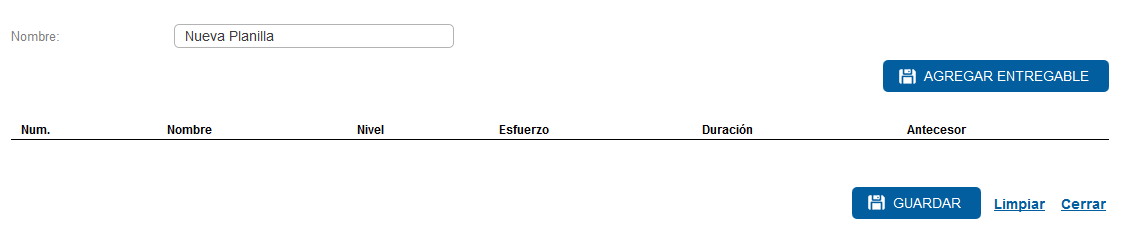 Nombre: Nueva Planilla
AGREGAR ENTREGABLE
Num. Nombre Nivel Esfuerzo Duración Antecesor
GUARDAR Limpiar Cerrar